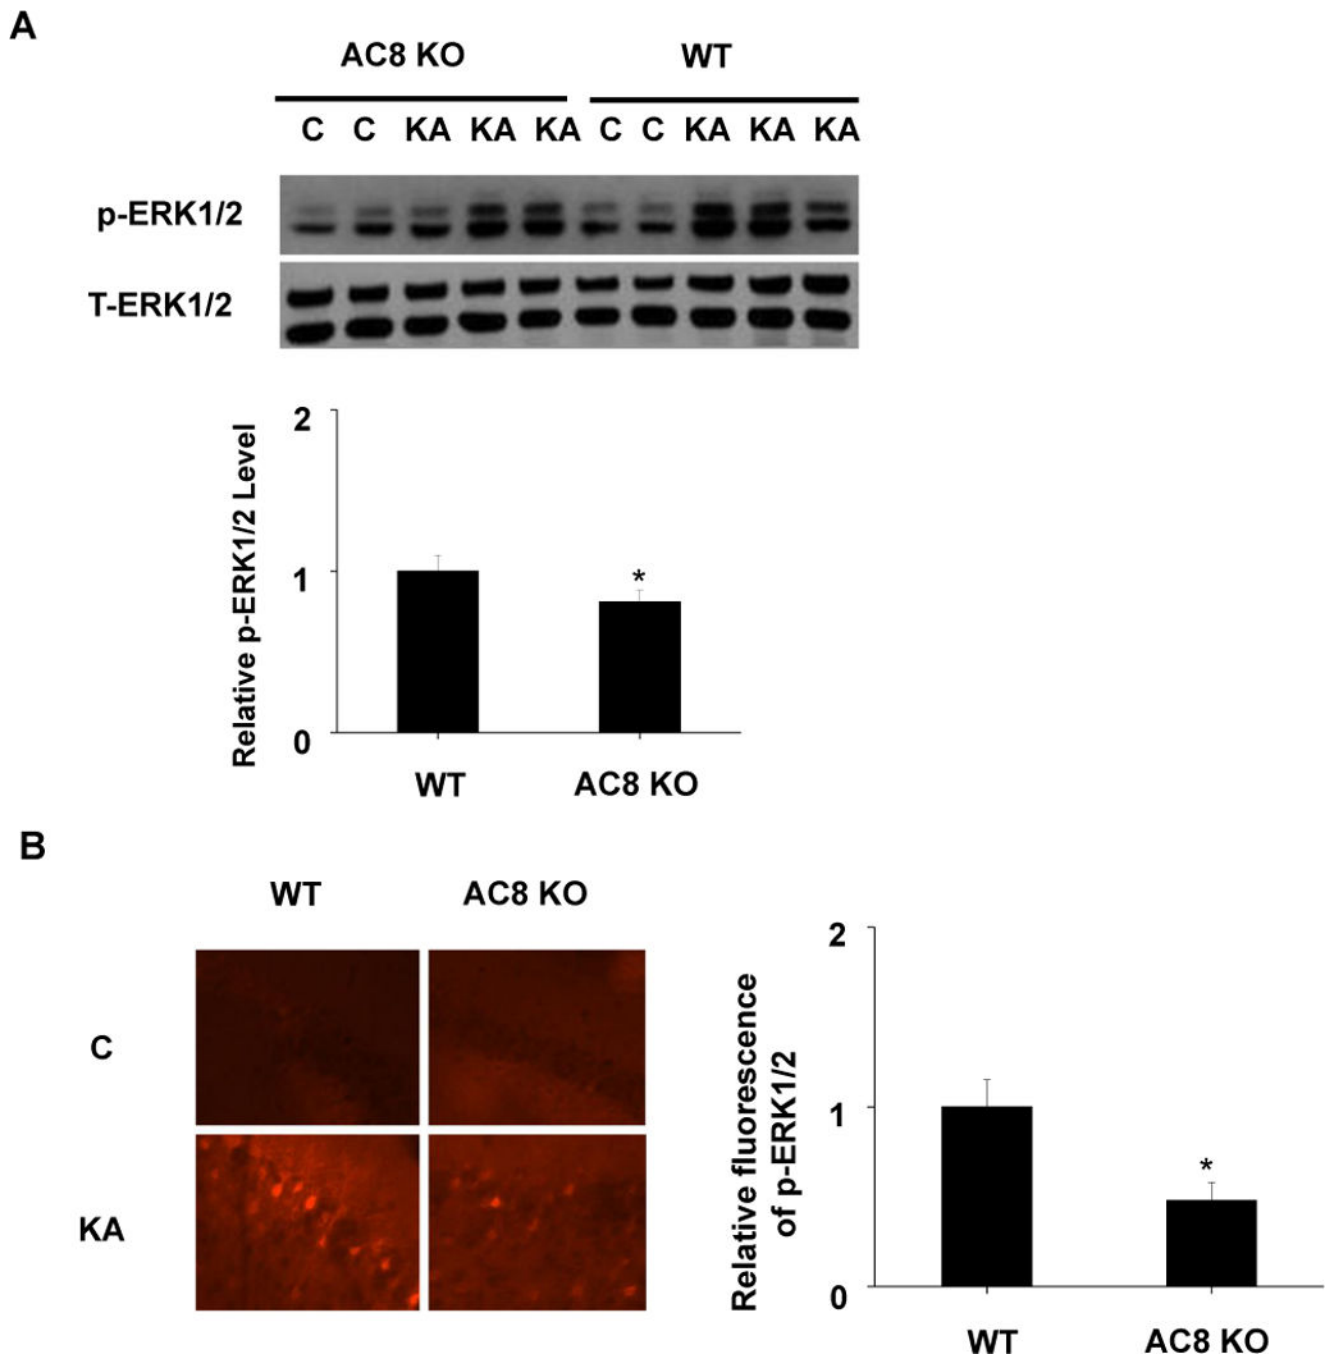 A
AC8 KO WT
C C KA KA KA C C KA KA KA
p-ERK1/2
T-ERK1/2
Relative p-ERK1/2 Level
2
1
0
*
WT AC8 KO
B
WT AC8 KO
C
KA
Relative fluorescence
of p-ERK1/2
2
1
0
*
WT AC8 KO